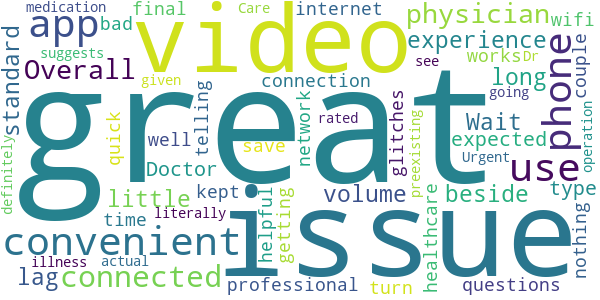 medication
Care
final
bad
suggests
app
video
internet
physician
wifi
experience
works
Dr
couple
standard
Overall
given
connection
long
phone
see
going
great
quick
telling
network
rated
glitches
preexisting
Wait
nothing
operation
well
save
expected
Urgent
use
definitely
Doctor
little
kept
helpful
getting
volume
healthcare
beside
type
time
literally
issue
convenient
illness
actual
lag
connected
professional
turn
questions